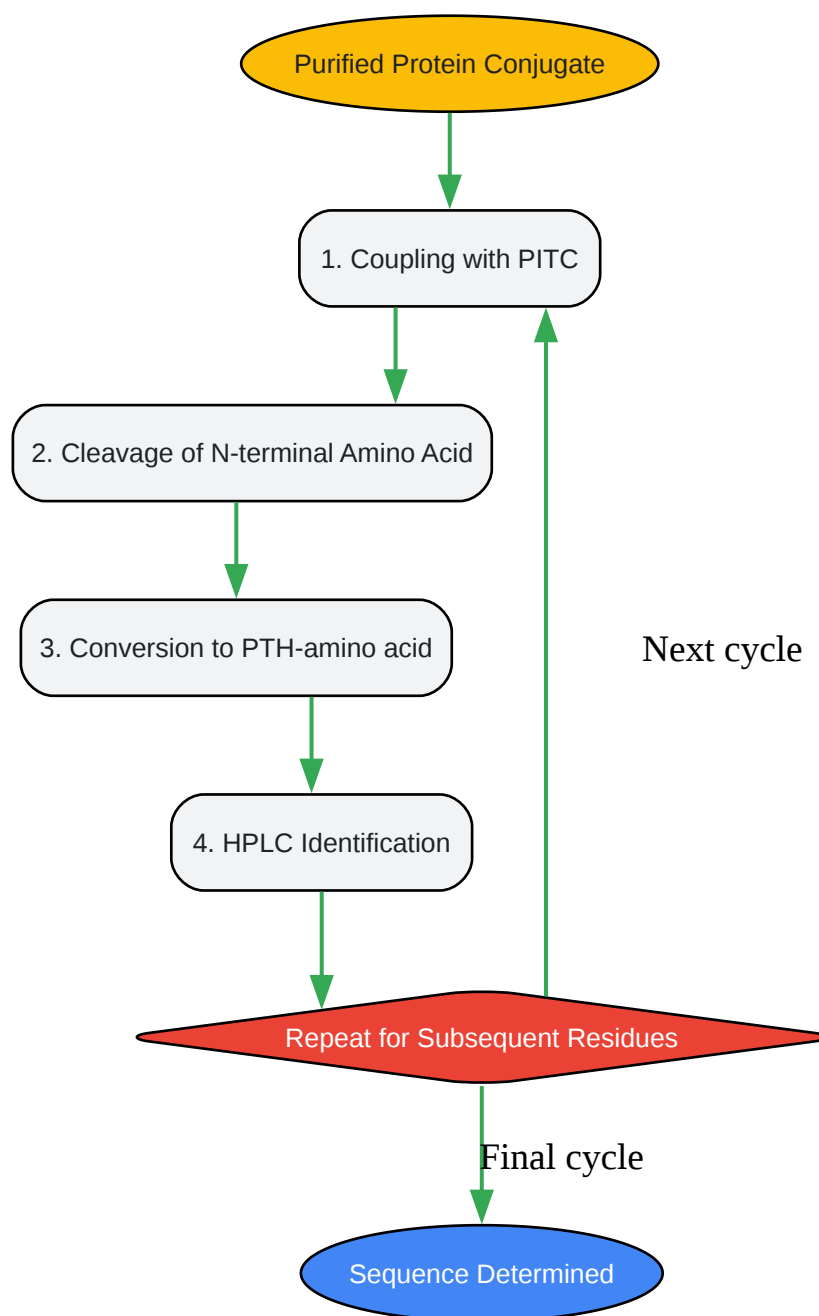 Purified Protein Conjugate
1. Coupling with PITC
2. Cleavage of N-terminal Amino Acid
3. Conversion to PTH-amino acid
Next cycle
4. HPLC Identification
Repeat for Subsequent Residues
Final cycle
Sequence Determined